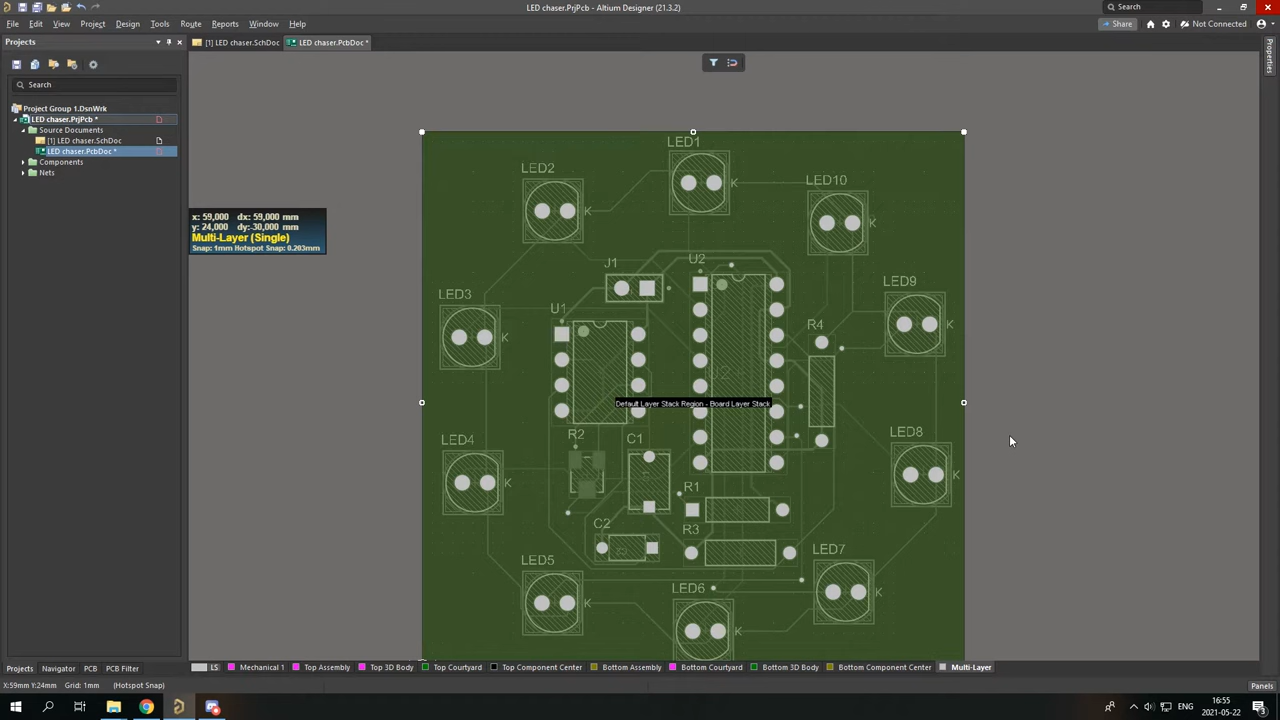 LED chaser.PrjPcb - Altium Designer (21.3.2)
Search
File Edit View Project Design Tools Route Reports Window Help
Share
Not Connected
Projects
[1] LED chaser.SchDoc
LED chaser.PcbDoc *
Properties
Search
Project Group 1.DsnWrk
LED chaser.PrjPcb *
Source Documents
[1] LED chaser.SchDoc
LED chaser.PcbDoc *
Components
Nets
x: 59,000 dx: 59,000 mm
y: 24,000 dy:-30,000 mm
Multi-Layer (Single)
Snap: 1mm Hotspot Snap: 0.203mm
LED1
LED2
K
LED10
K
K
J1
U2
LED3
LED9
U1
R4
K
K
U2
Default Layer Stack Region - Board Layer Stack
LED4
R2
C1
LED8
K
K
R1
C2
R3
LED5
LED7
LED6
K
K
K
Projects Navigator PCB PCB Filter
LS Mechanical 1 Top Assembly Top 3D Body Top Courtyard Top Component Center Bottom Assembly Bottom Courtyard Bottom 3D Body Bottom Component Center Multi-Layer
X:59mm Y:24mm Grid: 1mm (Hotspot Snap)
Panels
ENG
16:55
2021-05-22
3